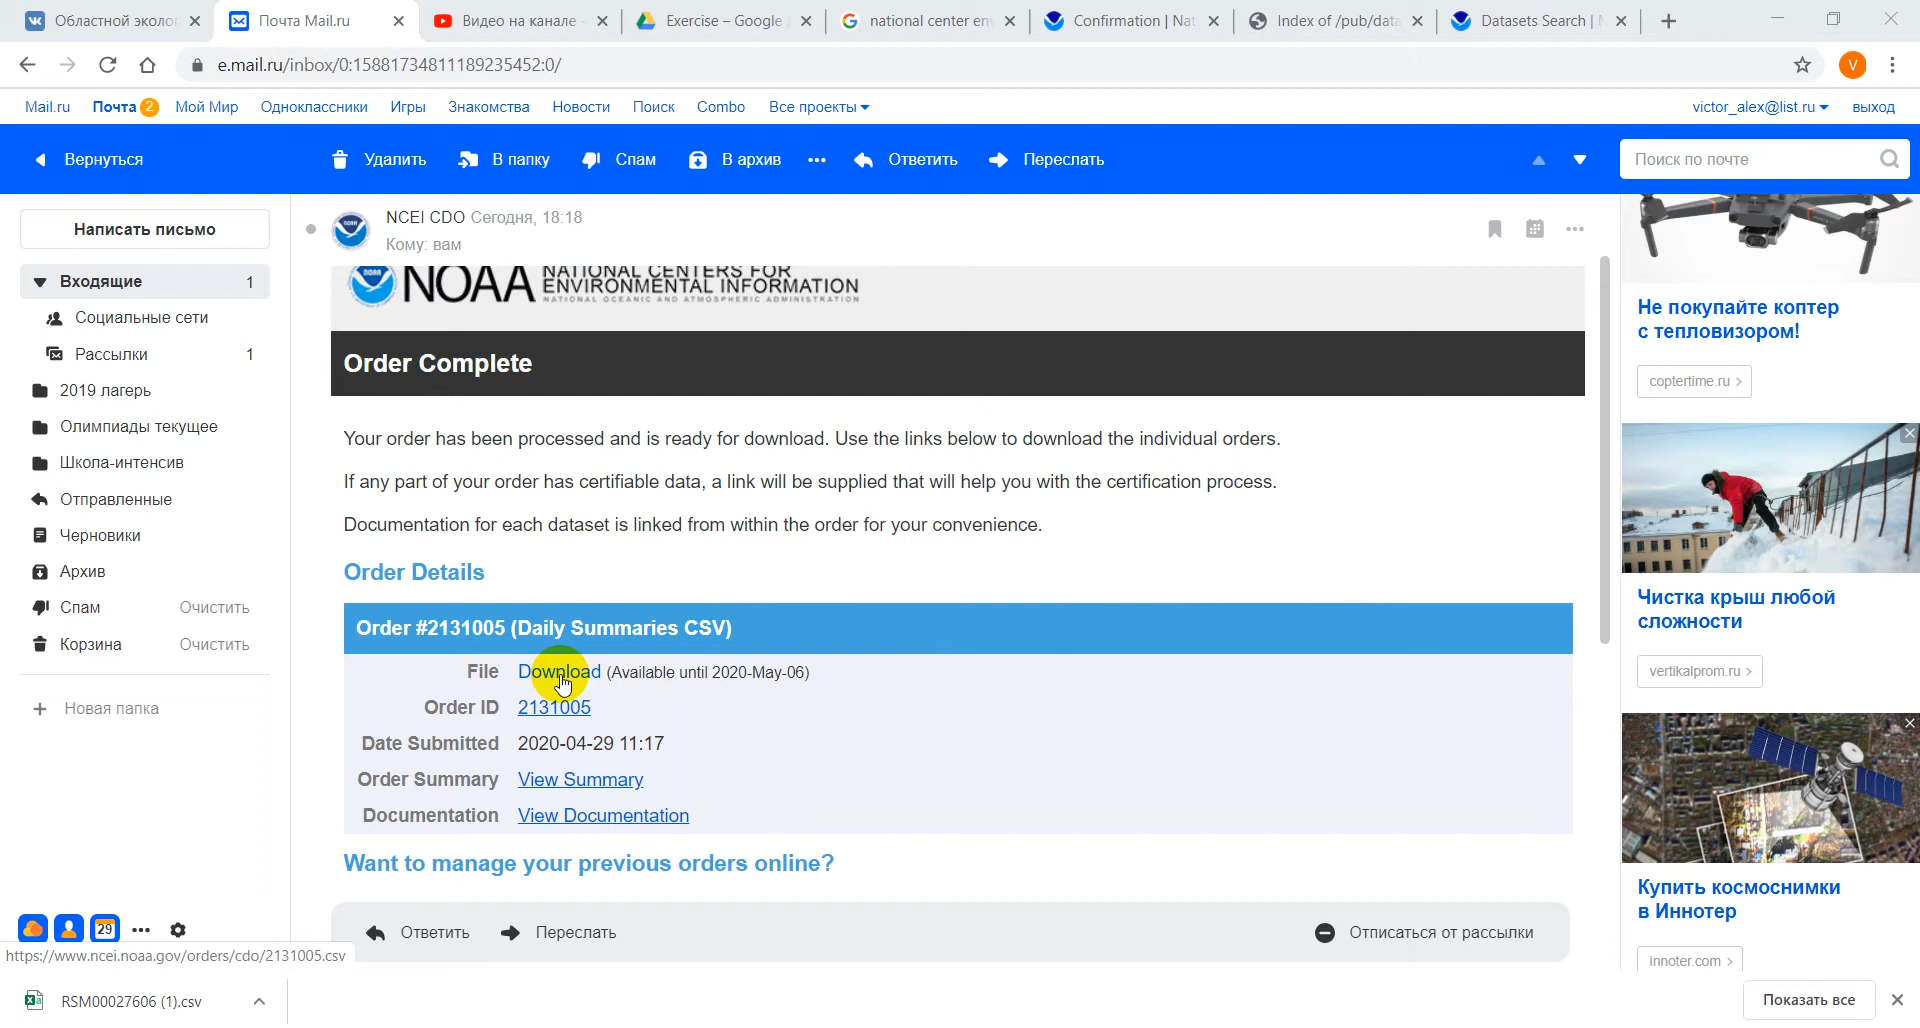 Областной эколог
Почта Mail.ru
Видео на канале -
Exercise – Google
national center en
Confirmation | Nat
Index of /pub/data
Datasets Search |
e.mail.ru/inbox/0:15881734811189235452:0/
V
Mail.ru
Почта 2
Мой Мир
Одноклассники
Игры
Знакомства
Новости
Поиск
Combo
Все проекты
victor_alex@list.ru
выход
Вернуться
Удалить
В папку
Спам
В архив
Ответить
Переслать
Поиск по почте
Написать письмо
Входящие 1
Социальные сети
Рассылки 1
2019 лагерь
Олимпиады текущее
Школа-интенсив
Отправленные
Черновики
Архив
Спам Очистить
Корзина Очистить
Новая папка
29
NCEI CDO Сегодня, 18:18
Кому: вам
NOAA NATIONAL CENTERS FOR
ENVIRONMENTAL INFORMATION
NATIONAL OCEANIC AND ATMOSPHERIC ADMINISTRATION
Order Complete
Your order has been processed and is ready for download. Use the links below to download the individual orders.
If any part of your order has certifiable data, a link will be supplied that will help you with the certification process.
Documentation for each dataset is linked from within the order for your convenience.
Order Details
Order #2131005 (Daily Summaries CSV)
File Download (Available until 2020-May-06)
Order ID 2131005
Date Submitted 2020-04-29 11:17
Order Summary View Summary
Documentation View Documentation
Want to manage your previous orders online?
Ответить
Переслать
Отписаться от рассылки
Не покупайте коптер
с тепловизором!
coptertime.ru >
Чистка крыш любой
сложности
vertikalprom.ru >
Купить космоснимки
в Иннотер
innoter.com >
https://www.ncei.noaa.gov/orders/cdo/2131005.csv
RSM00027606 (1).csv
Показать все